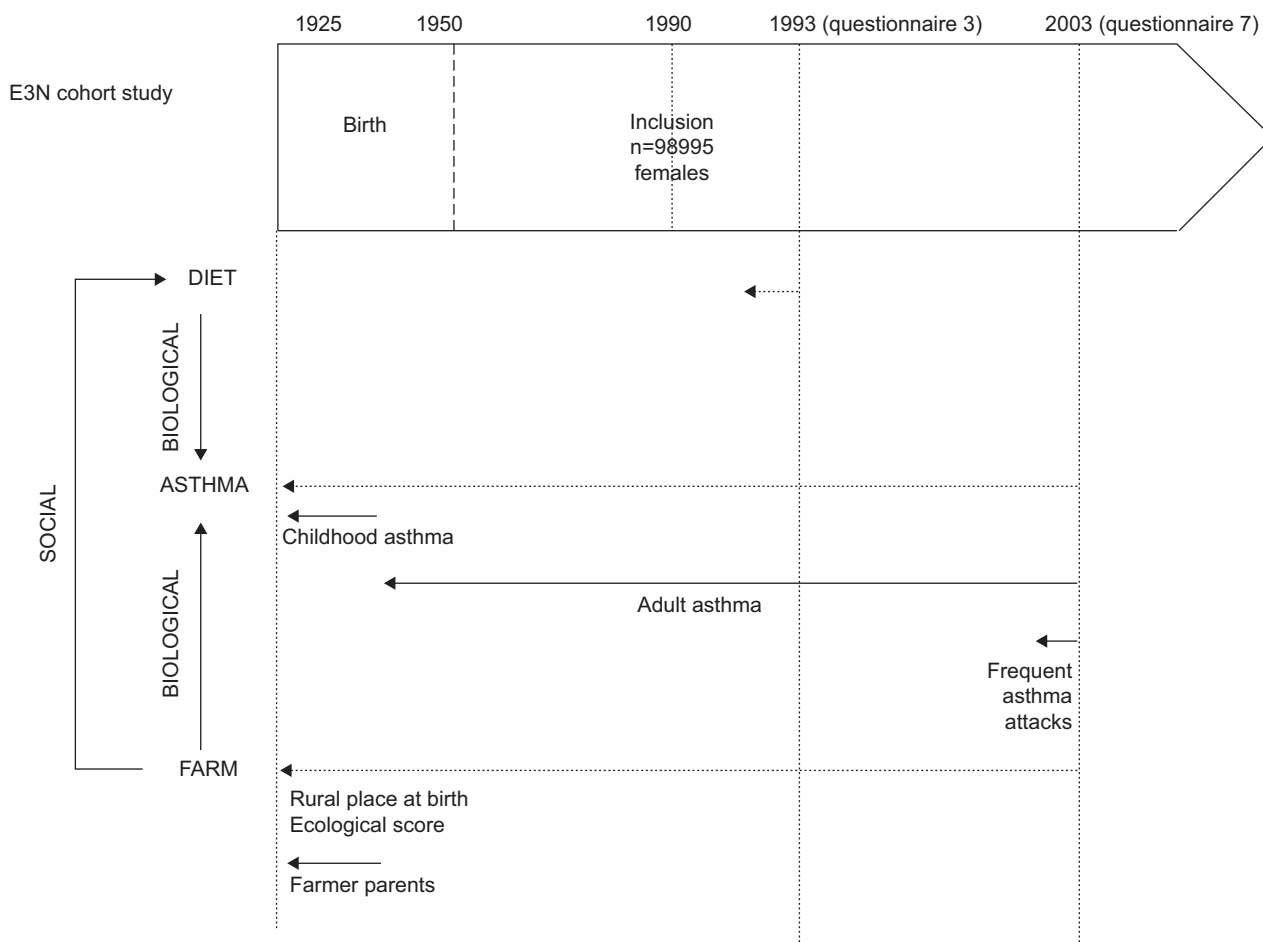 1925 1950 1990 1993 (questionnaire 3) 2003 (questionnaire 7)
E3N cohort study
Birth
Inclusion
n=98995
females
DIET
BIOLOGICAL
ASTHMA
Childhood asthma
SOCIAL
Adult asthma
BIOLOGICAL
Frequent
asthma
attacks
FARM
Rural place at birth
Ecological score
Farmer parents